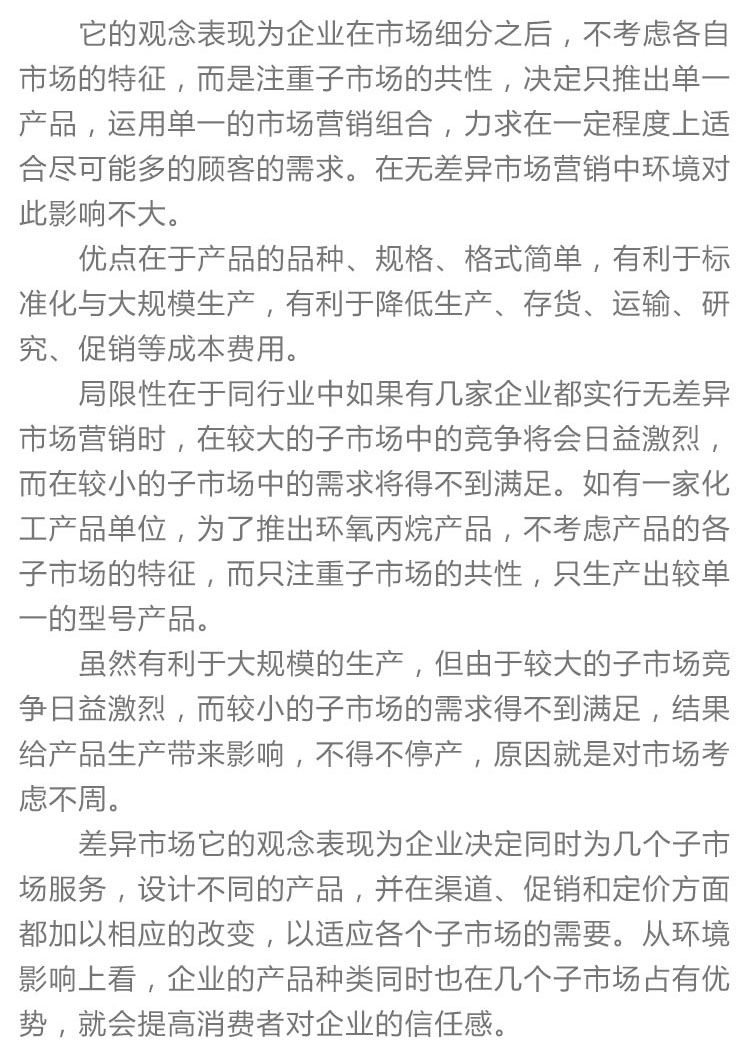 它的观念表现为企业在市场细分之后，不考虑各自
市场的特征，而是注重子市场的共性，决定只推出单一
产品，运用单一的市场营销组合，力求在一定程度上适
合尽可能多的顾客的需求。在无差异市场营销中环境对
此影响不大。
优点在于产品的品种、规格、格式简单，有利于标
准化与大规模生产，有利于降低生产、存货、运输、研
究、促销等成本费用。
局限性在于同行业中如果有几家企业都实行无差异
市场营销时，在较大的子市场中的竞争将会日益激烈，
而在较小的子市场中的需求将得不到满足。如有一家化
工产品单位，为了推出环氧丙烷产品，不考虑产品的各
子市场的特征，而只注重子市场的共性，只生产出较单
一的型号产品。
虽然有利于大规模的生产，但由于较大的子市场竞
争日益激烈，而较小的子市场的需求得不到满足，结果
给产品生产带来影响，不得不停产，原因就是对市场考
虑不周。
差异市场它的观念表现为企业决定同时为几个子市
场服务，设计不同的产品，并在渠道、促销和定价方面
都加以相应的改变，以适应各个子市场的需要。从环境
影响上看，企业的产品种类同时也在几个子市场占有优
势，就会提高消费者对企业的信任感。